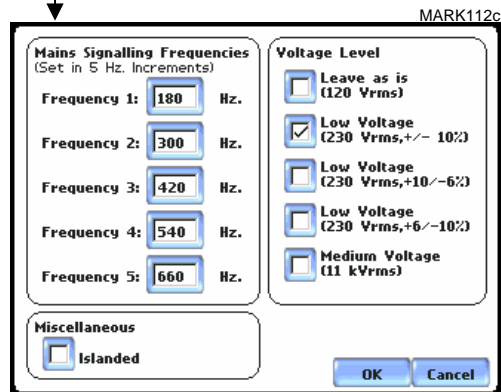 MARK112c
Mains Signalling Frequencies
(Set in 5 Hz. Increments)
Frequency 1: 180 Hz.
Frequency 2: 300 Hz.
Frequency 3: 420 Hz.
Frequency 4: 540 Hz.
Frequency 5: 660 Hz.
Miscellaneous
Islanded
Voltage Level
Leave as is
(120 Vrms)
Low Voltage
(230 Vrms,+/- 10%)
Low Voltage
(230 Vrms,+10/-6%)
Low Voltage
(230 Vrms,+6/-10%)
Medium Voltage
(11 kVrms)
OK Cancel